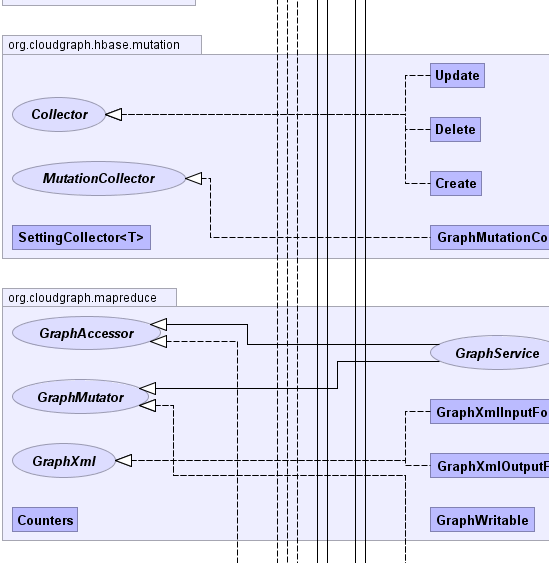 org.cloudgraph.hbase.mutation
Update
Collector
Delete
MutationCollector
Create
SettingCollector<T>
GraphMutationCo
org.cloudgraph.mapreduce
GraphAccessor
GraphService
GraphMutator
GraphXmlInputFo
GraphXml
GraphXmlOutputF
Counters
GraphWritable